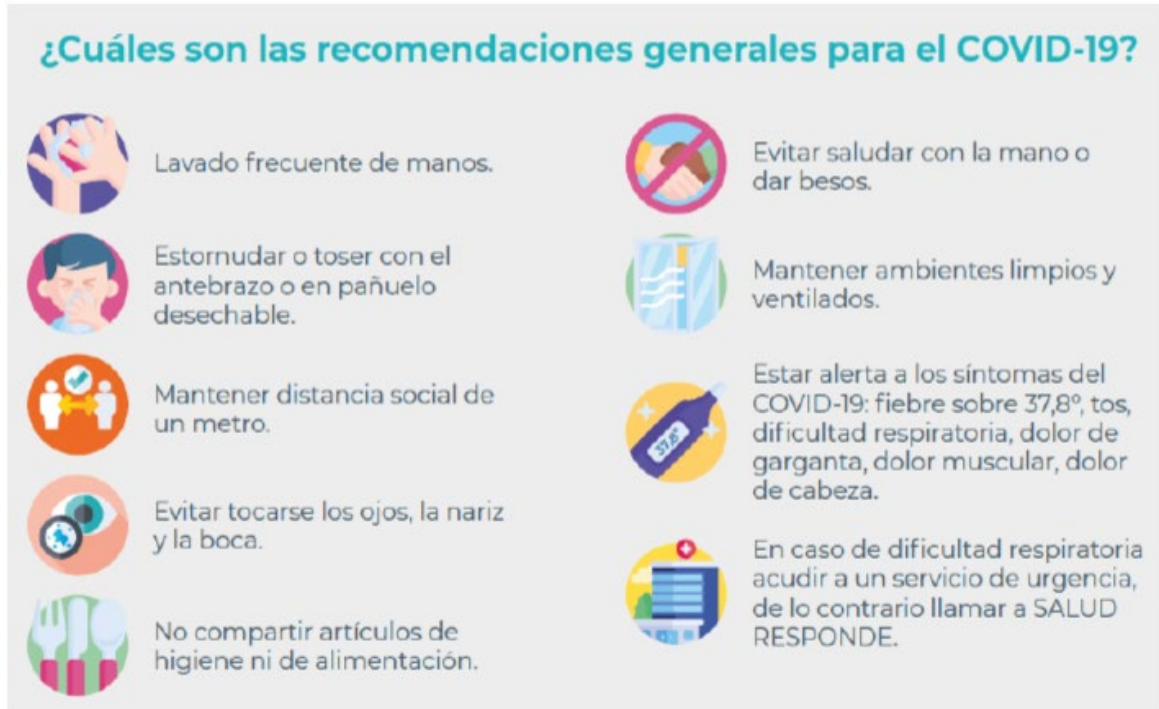 ¿Cuáles son las recomendaciones generales para el COVID-19?
Lavado frecuente de manos.
Estornudar o toser con el
antebrazo o en pañuelo
desechable.
Mantener distancia social de
un metro.
Evitar tocarse los ojos, la nariz
y la boca.
No compartir artículos de
higiene ni de alimentación.
Evitar saludar con la mano o
dar besos.
Mantener ambientes limpios y
ventilados.
Estar alerta a los síntomas del
COVID-19: fiebre sobre 37,8°, tos,
dificultad respiratoria, dolor de
garganta, dolor muscular, dolor
de cabeza.
37,8°
En caso de dificultad respiratoria
acudir a un servicio de urgencia,
de lo contrario llamar a SALUD
RESPONDE.